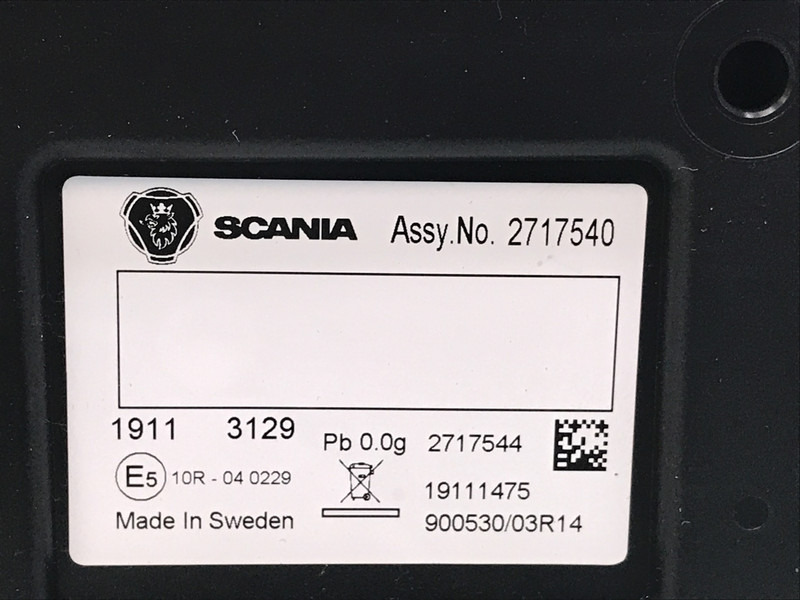 SCANIA Assy.No. 2717540
1911 3129 Pb 0.0g 2717544
E5 10R - 04 0229 19111475
Made In Sweden 900530/03R14